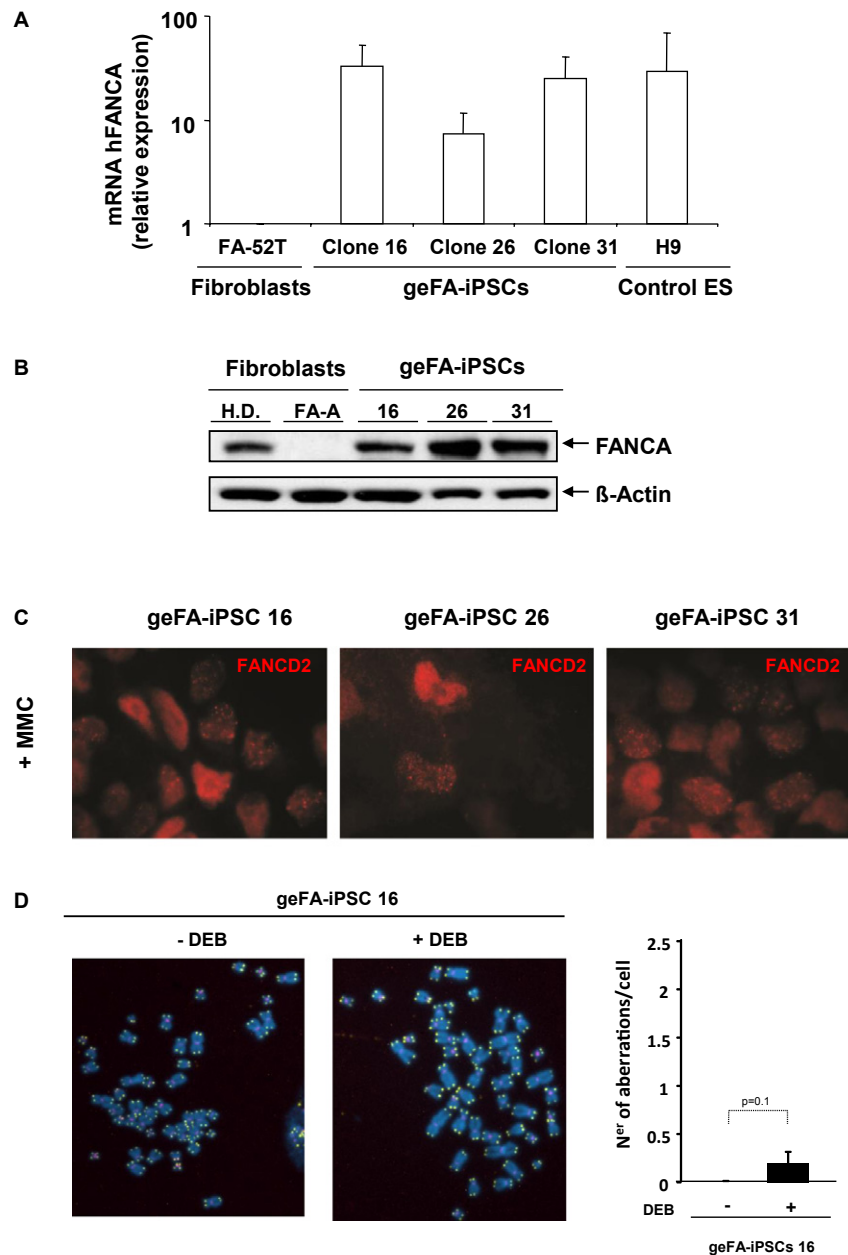 A
100
10
1
mRNA hFANCA
(relative expression)
FA-52T Clone 16 Clone 26 Clone 31 H9
Fibroblasts geFA-iPSCs Control ES
B
Fibroblasts geFA-iPSCs
H.D. FA-A 16 26 31
FANCA
ß-Actin
C
geFA-iPSC 16 geFA-iPSC 26 geFA-iPSC 31
+ MMC
FANCD2 FANCD2 FANCD2
D
geFA-iPSC 16
- DEB + DEB
Nᵉʳ of aberrations/cell
2.5
2
1.5
1
0.5
0
p=0.1
DEB - +
geFA-iPSCs 16